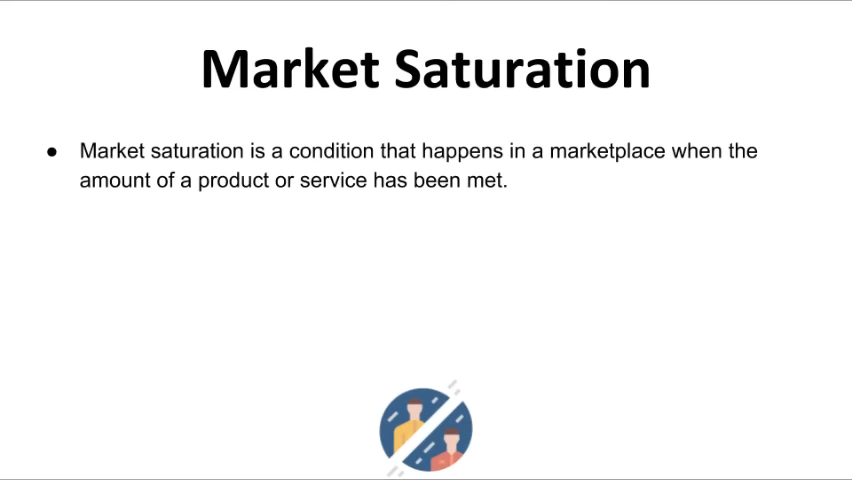 Market Saturation
● Market saturation is a condition that happens in a marketplace when the
amount of a product or service has been met.